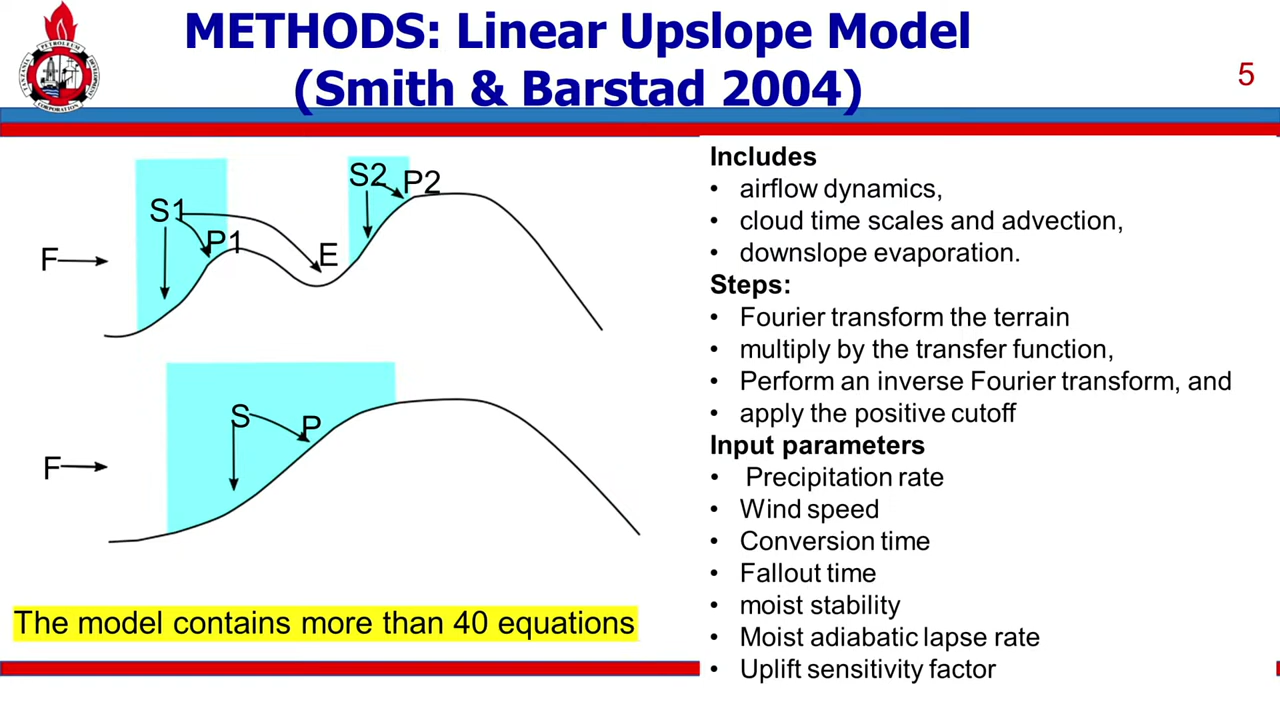 METHODS: Linear Upslope Model
(Smith & Barstad 2004)
5
S1
P1
S2
P2
E
F
S
P
F
The model contains more than 40 equations
Includes
• airflow dynamics,
• cloud time scales and advection,
• downslope evaporation.
Steps:
• Fourier transform the terrain
• multiply by the transfer function,
• Perform an inverse Fourier transform, and
• apply the positive cutoff
Input parameters
• Precipitation rate
• Wind speed
• Conversion time
• Fallout time
• moist stability
• Moist adiabatic lapse rate
• Uplift sensitivity factor